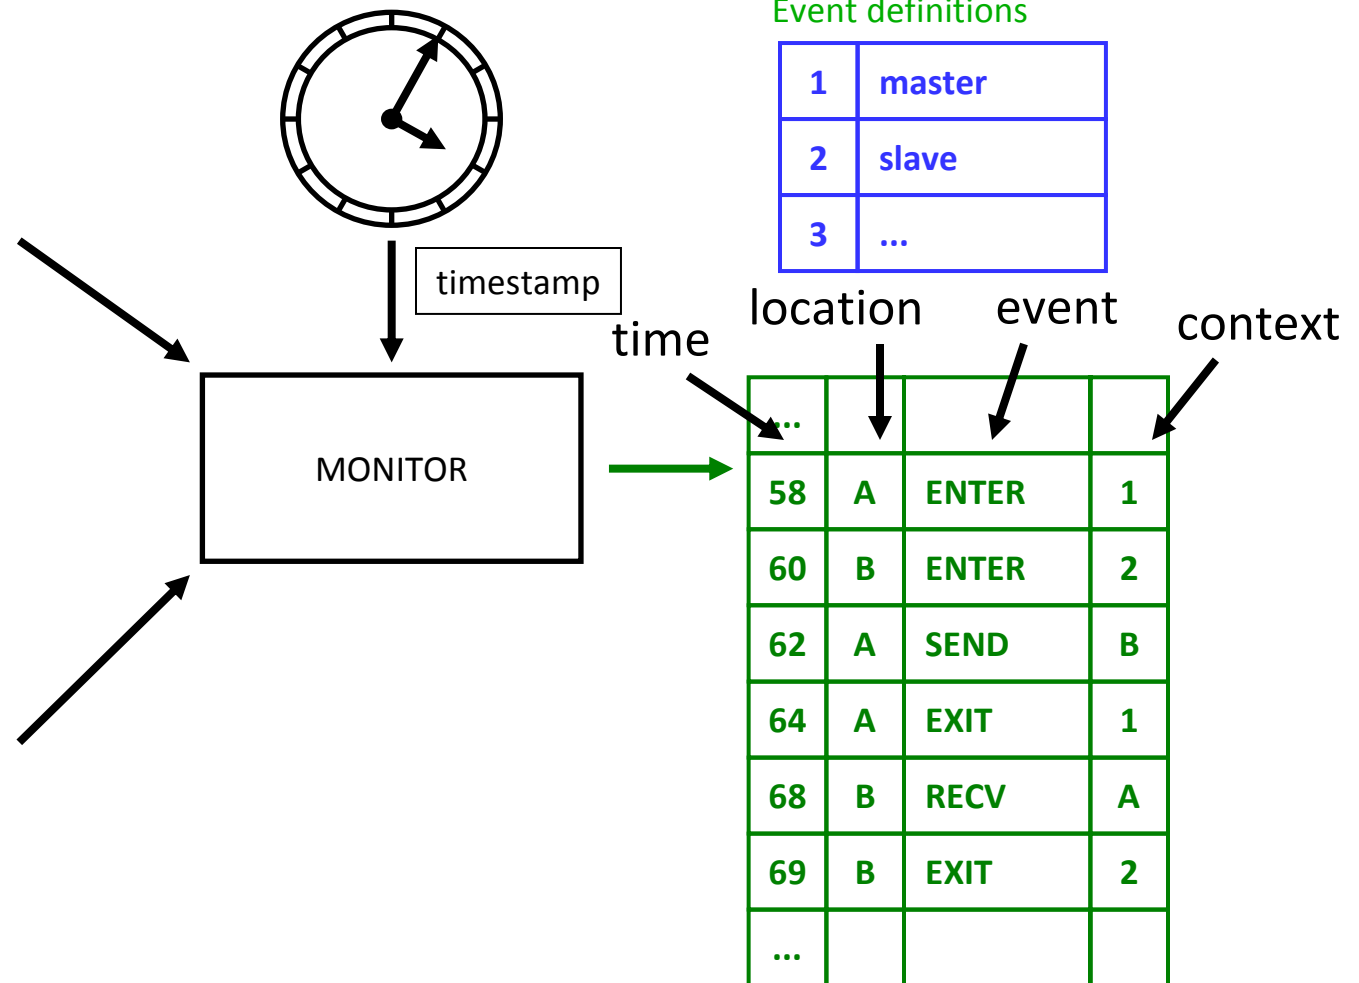 Event definitions
1 master
2 slave
3 ...
timestamp
time location event context
MONITOR
...
58 A ENTER 1
60 B ENTER 2
62 A SEND B
64 A EXIT 1
68 B RECV A
69 B EXIT 2
...